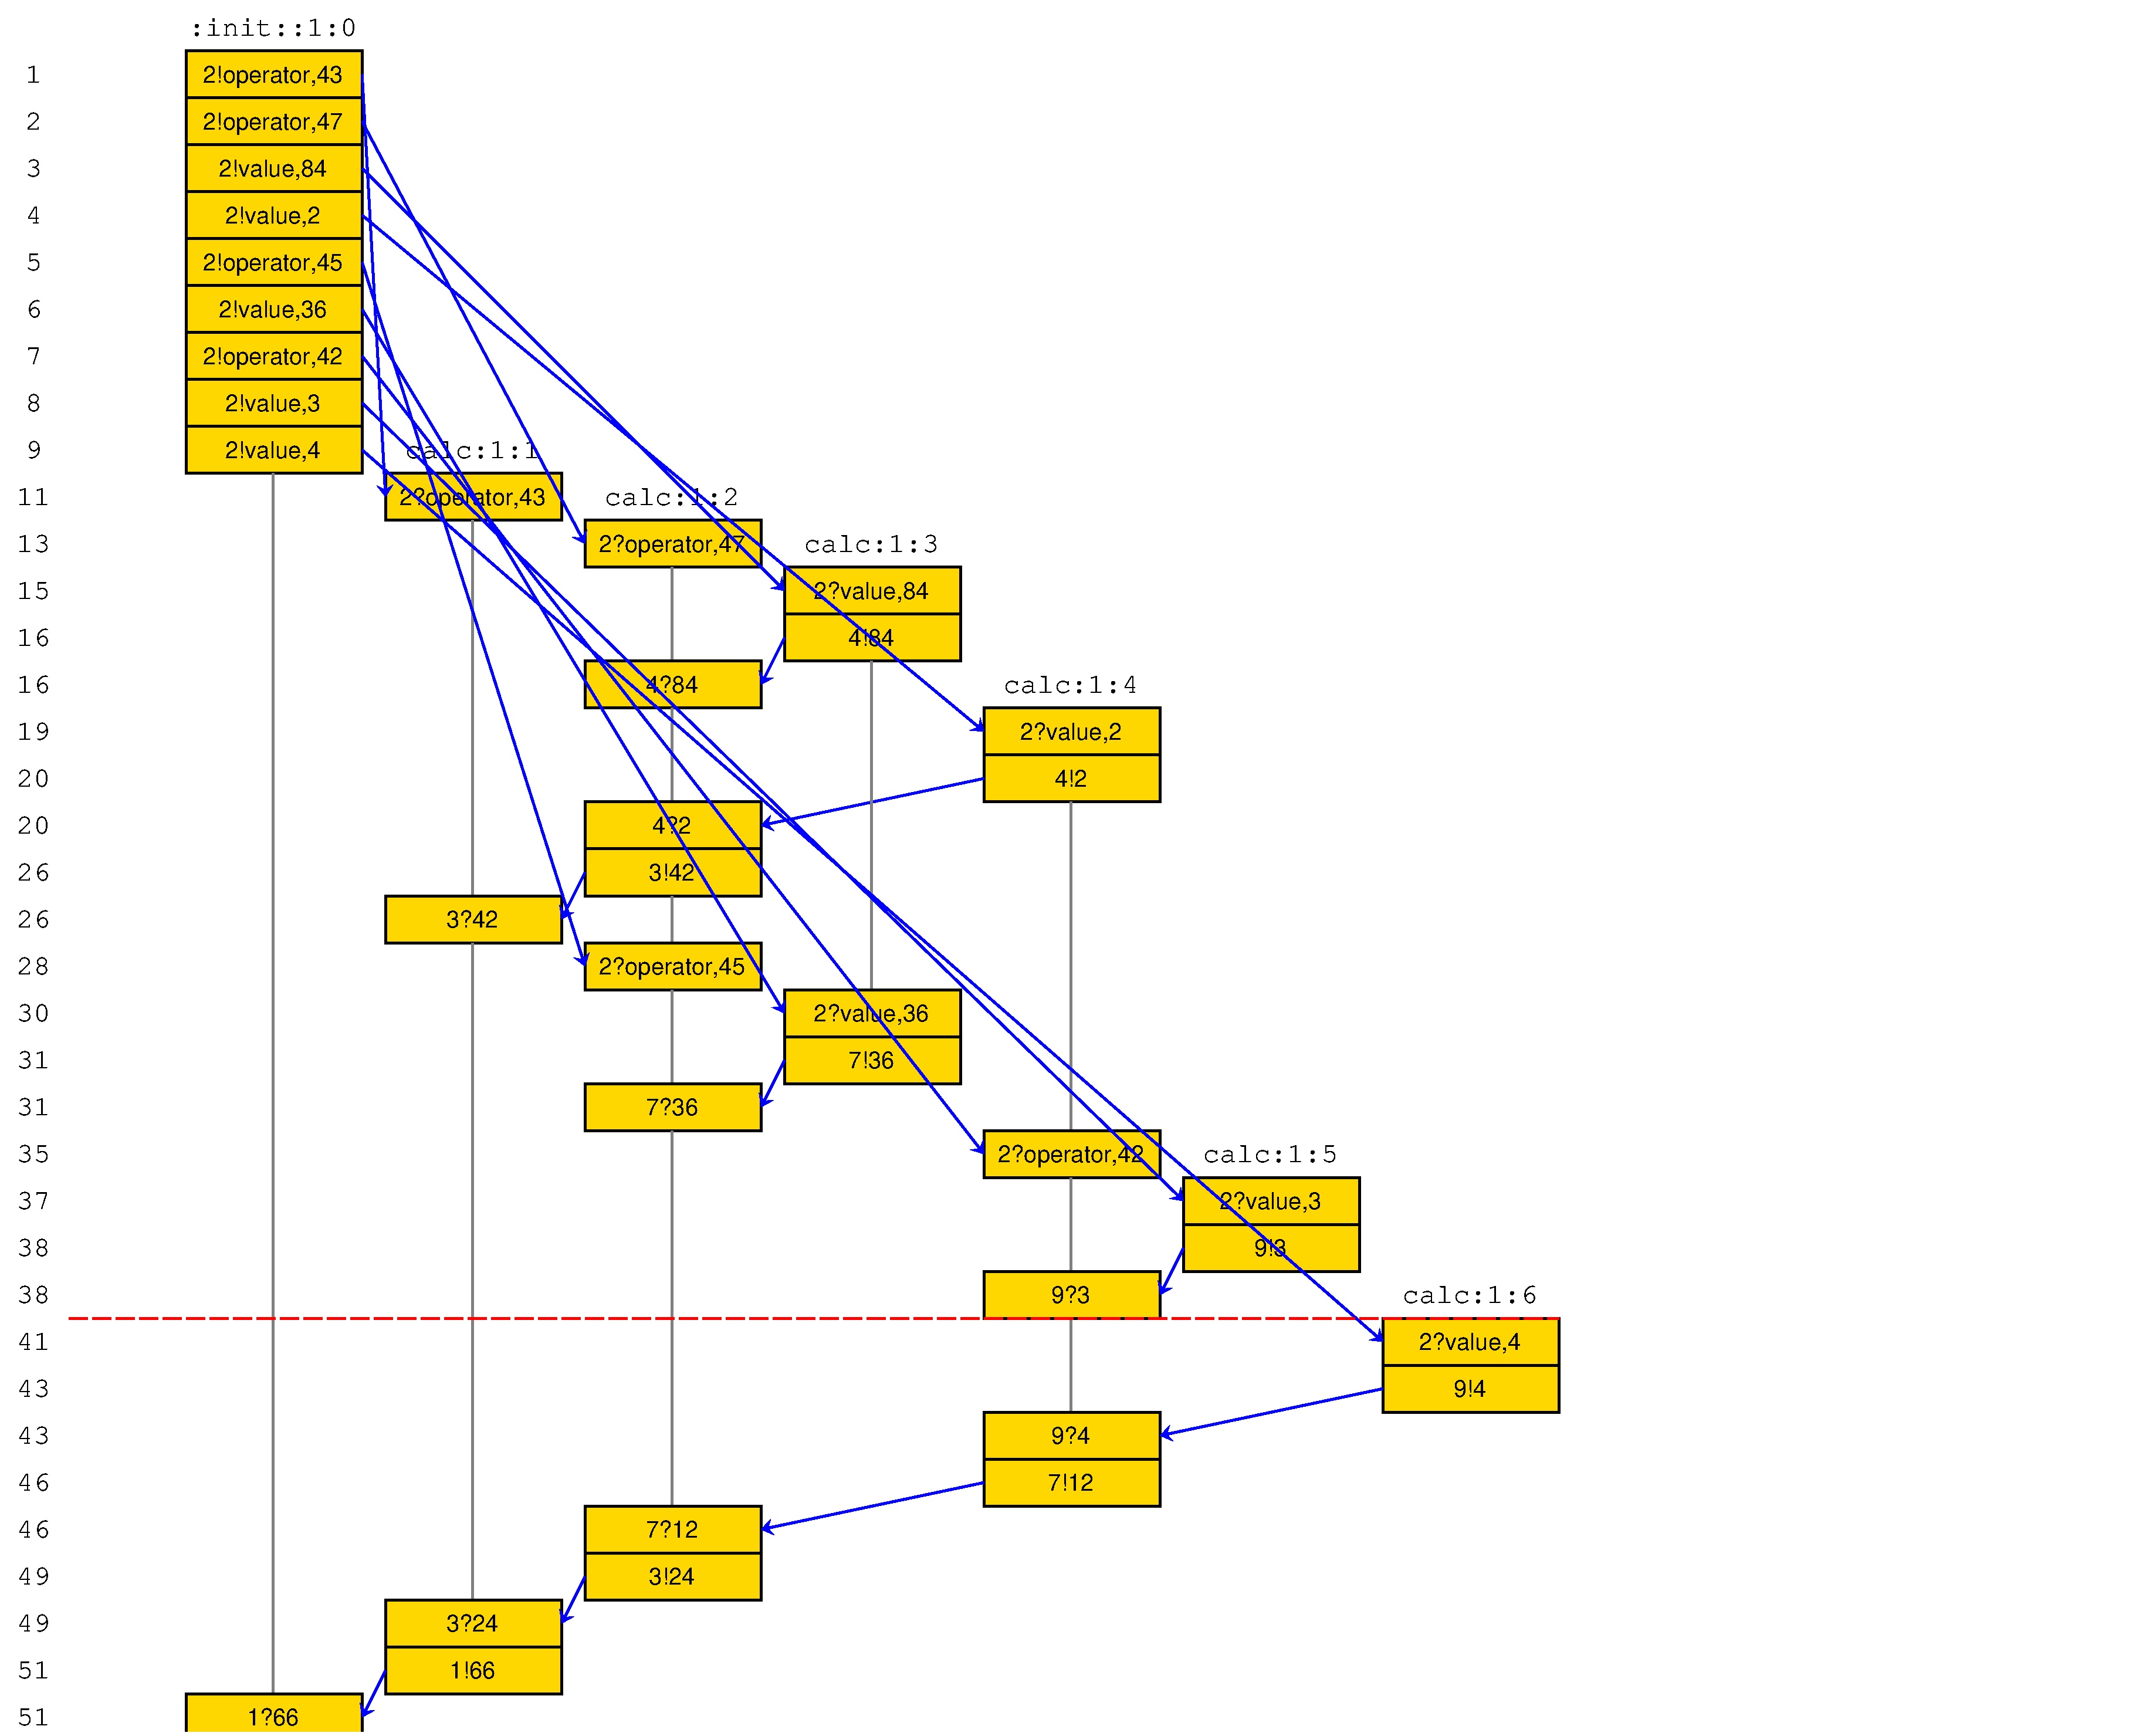 :init::1:0
1 2!operator,43
2 2!operator,47
3 2!value,84
4 2!value,2
5 2!operator,45
6 2!value,36
7 2!operator,42
8 2!value,3
9 2!value,4 calc:1:1
11 2?operator,43 calc:1:2
13 2?operator,47 calc:1:3
15 2?value,84
16 4!84
16 4?84 calc:1:4
19 2?value,2
20 4!2
20 4?2
26 3!42
26 3?42
28 2?operator,45
30 2?value,36
31 7!36
31 7?36
35 2?operator,42 calc:1:5
37 2?value,3
38 9!3
38 9?3 calc:1:6
41 2?value,4
43 9!4
43 9?4
46 7!12
46 7?12
49 3!24
49 3?24
51 1!66
51 1?66